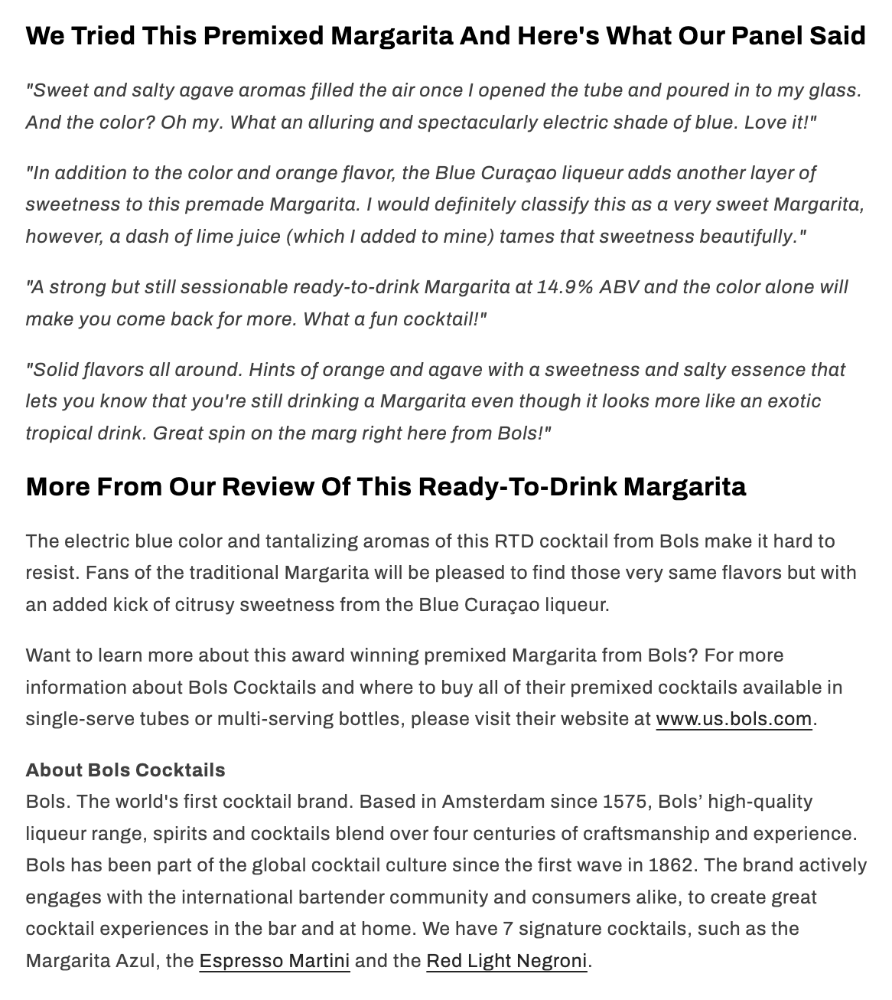 We Tried This Premixed Margarita And Here's What Our Panel Said
"Sweet and salty agave aromas filled the air once I opened the tube and poured in to my glass.
And the color? Oh my. What an alluring and spectacularly electric shade of blue. Love it!"
"In addition to the color and orange flavor, the Blue Curaçao liqueur adds another layer of
sweetness to this premade Margarita. I would definitely classify this as a very sweet Margarita,
however, a dash of lime juice (which I added to mine) tames that sweetness beautifully."
"A strong but still sessionable ready-to-drink Margarita at 14.9% ABV and the color alone will
make you come back for more. What a fun cocktail!"
"Solid flavors all around. Hints of orange and agave with a sweetness and salty essence that
lets you know that you're still drinking a Margarita even though it looks more like an exotic
tropical drink. Great spin on the marg right here from Bols!"
More From Our Review Of This Ready-To-Drink Margarita
The electric blue color and tantalizing aromas of this RTD cocktail from Bols make it hard to
resist. Fans of the traditional Margarita will be pleased to find those very same flavors but with
an added kick of citrusy sweetness from the Blue Curaçao liqueur.
Want to learn more about this award winning premixed Margarita from Bols? For more
information about Bols Cocktails and where to buy all of their premixed cocktails available in
single-serve tubes or multi-serving bottles, please visit their website at www.us.bols.com.
About Bols Cocktails
Bols. The world's first cocktail brand. Based in Amsterdam since 1575, Bols’ high-quality
liqueur range, spirits and cocktails blend over four centuries of craftsmanship and experience.
Bols has been part of the global cocktail culture since the first wave in 1862. The brand actively
engages with the international bartender community and consumers alike, to create great
cocktail experiences in the bar and at home. We have 7 signature cocktails, such as the
Margarita Azul, the Espresso Martini and the Red Light Negroni.